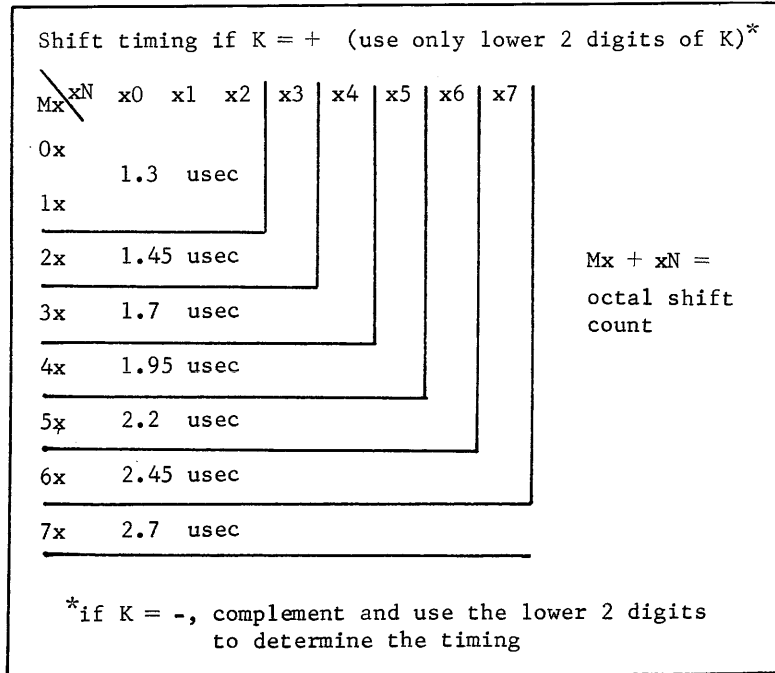 Shift timing if K = + (use only lower 2 digits of K)*
Mx xN x0 x1 x2 x3 x4 x5 x6 x7
0x
1.3 usec
1x
2x 1.45 usec
Mx + xN =
octal shift
3x 1.7 usec
count
4x 1.95 usec
5x 2.2 usec
6x 2.45 usec
7x 2.7 usec
*if K = -, complement and use the lower 2 digits
to determine the timing